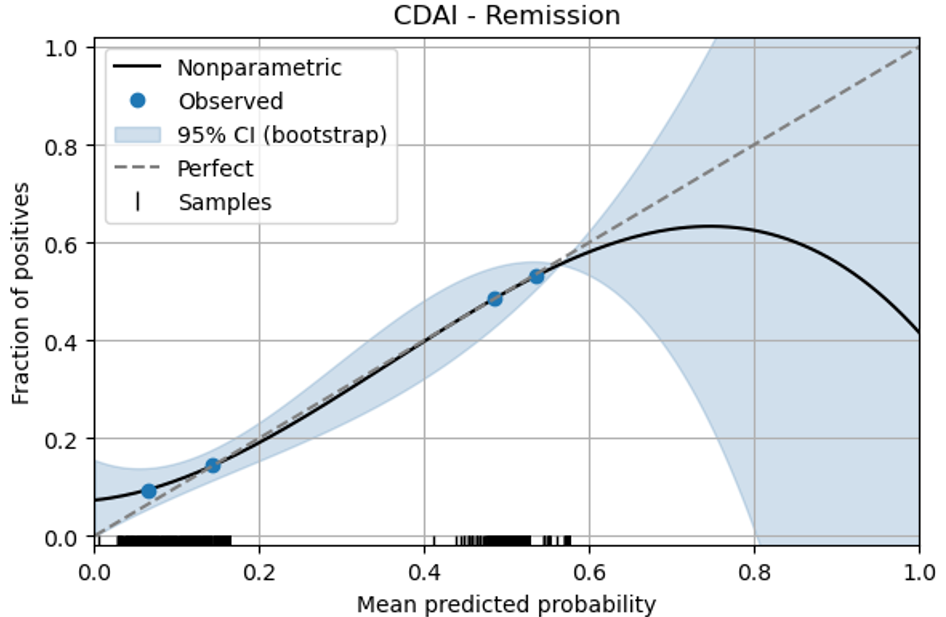 CDAI - Remission
1.0
0.8
0.6
0.4
0.2
0.0
Fraction of positives
Nonparametric
Observed
95% CI (bootstrap)
Perfect
Samples
0.0 0.2 0.4 0.6 0.8 1.0
Mean predicted probability